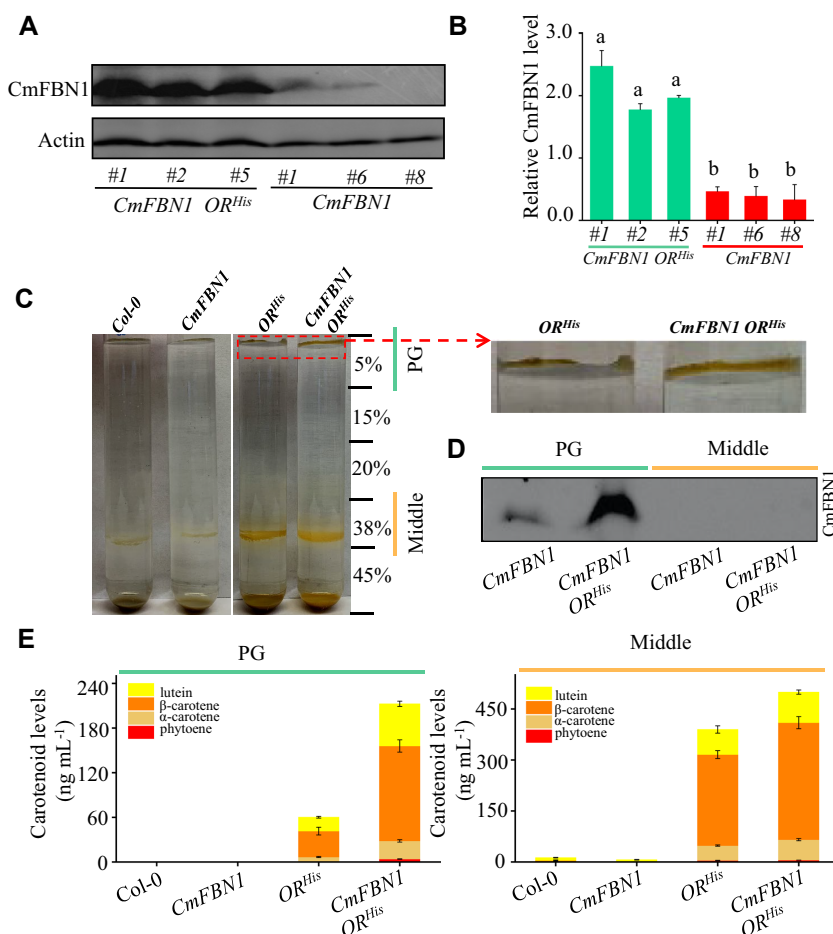 A
CmFBN1
Actin
#1 #2 #5 #1 #6 #8
CmFBN1 OR^His CmFBN1
B
Relative CmFBN1 level
3.0
2.0
1.0
0.0
a
a
a
b
b
b
#1 #2 #5 #1 #6 #8
CmFBN1 OR^His CmFBN1
C
Col-0
CmFBN1
OR^His
CmFBN1
OR^His
5%
15%
20%
38%
45%
PG
Middle
OR^His CmFBN1 OR^His
D
PG Middle
CmFBN1
CmFBN1
CmFBN1
OR^His
CmFBN1
CmFBN1
OR^His
E
PG
Carotenoid levels
(ng mL-1)
240
180
120
60
0
lutein
β-carotene
α-carotene
phytoene
Col-0
CmFBN1
OR^His
CmFBN1
OR^His
Middle
Carotenoid levels
(ng mL-1)
450
300
150
0
lutein
β-carotene
α-carotene
phytoene
Col-0
CmFBN1
OR^His
CmFBN1
OR^His